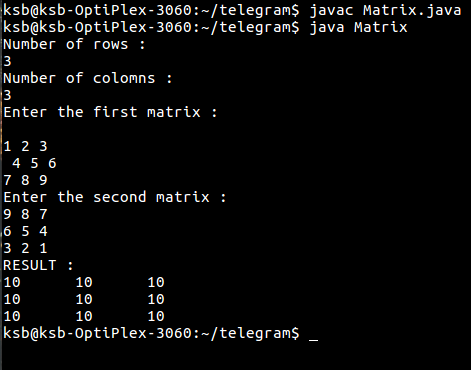 ksb@ksb-OptiPlex-3060:~/telegram$ javac Matrix.java
ksb@ksb-OptiPlex-3060:~/telegram$ java Matrix
Number of rows :
3
Number of colomns :
3
Enter the first matrix :

1 2 3
 4 5 6
7 8 9
Enter the second matrix :
9 8 7
6 5 4
3 2 1
RESULT :
10      10      10
10      10      10
10      10      10
ksb@ksb-OptiPlex-3060:~/telegram$ _